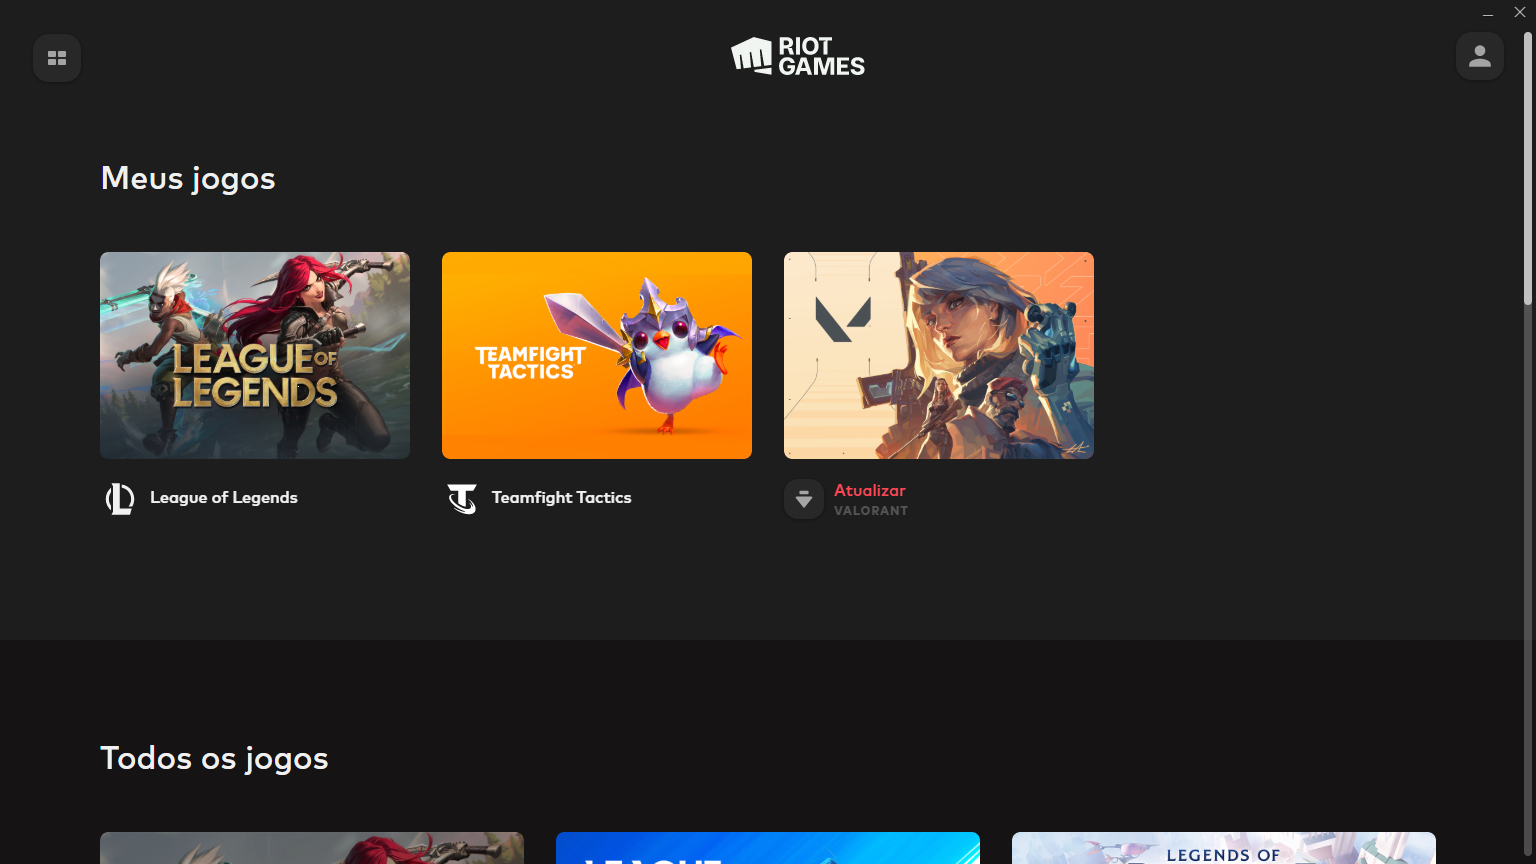 RIOT
GAMES
Meus jogos
LEAGUE OF
LEGENDS
TEAMFIGHT
TACTICS
League of Legends
Teamfight Tactics
Atualizar
VALORANT
Todos os jogos
LEAGUE
LEGENDS OF